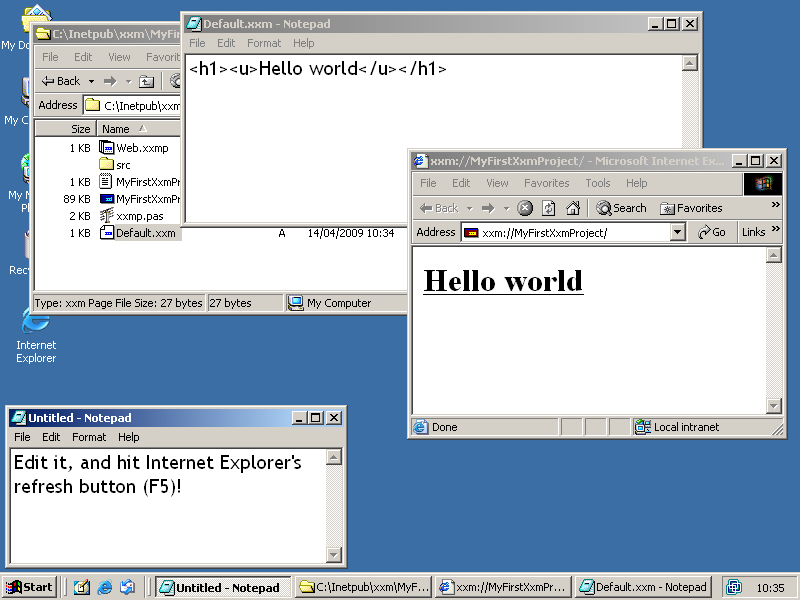 My Do
My C
My N
Pl
Recy
Internet
Explorer
C:\Inetpub\xxm\MyFi
File Edit View Favorit
Back
Address C:\Inetpub\xxm
Size Name
1 KB Web.xxmp
src
1 KB MyFirstXxmPr
89 KB MyFirstXxmPr
2 KB xxmp.pas
1 KB Default.xxm A 14/04/2009 10:34
Type: xxm Page File Size: 27 bytes 27 bytes My Computer
Default.xxm - Notepad
File Edit Format Help
<h1><u>Hello world</u></h1>
xxm://MyFirstXxmProject/ - Microsoft Internet Ex...
File Edit View Favorites Tools Help
Back Search Favorites »
Address xxm://MyFirstXxmProject/ Go Links »
Hello world
Done Local intranet
Untitled - Notepad
File Edit Format Help
Edit it, and hit Internet Explorer's
refresh button (F5)!
Start Untitled - Notepad C:\Inetpub\xxm\MyF... xxm://MyFirstXxmPr... Default.xxm - Notepad 10:35